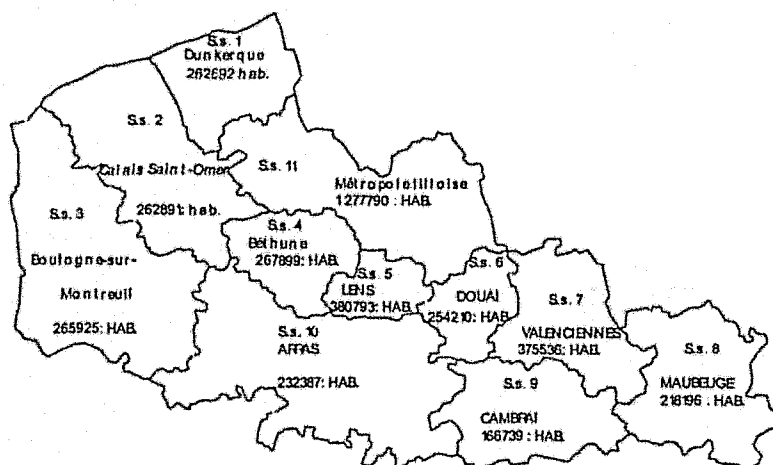 S.s. 1
Dunkerque
262692 hab.
S.s. 2
Calais Saint-Omer
262891: hab.
S.s. 11
Métropole lilloise
1277790 : HAB.
S.s. 3
Boulogne-sur-
Montreuil
265925: HAB.
S.s. 4
Béthune
267899: HAB.
S.s. 5
LENS
380793: HAB.
S.s. 6
DOUAI
254210: HAB.
S.s. 7
VALENCIENNES
375536: HAB.
S.s. 8
MAUBEUGE
218196 : HAB.
S.s. 9
CAMBRAI
166739 : HAB.
S.s. 10
ARRAS
232387: HAB.